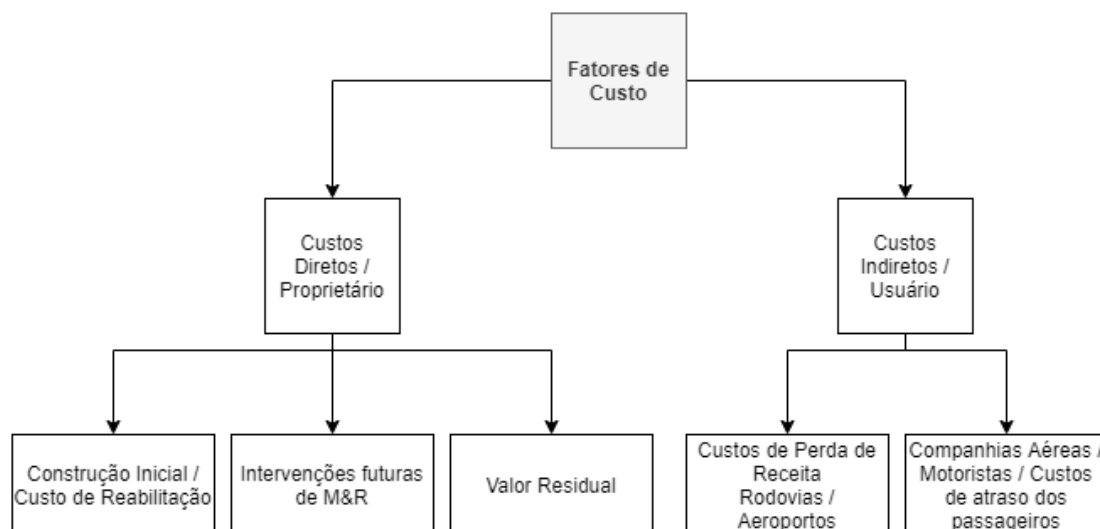 Fatores de
Custo
Custos
Diretos /
Proprietário
Custos
Indiretos /
Usuário
Construção Inicial /
Custo de Reabilitação
Intervenções futuras
de M&R
Valor Residual
Custos de Perda de
Receita
Rodovias /
Aeroportos
Companhias Aéreas /
Motoristas / Custos
de atraso dos
passageiros